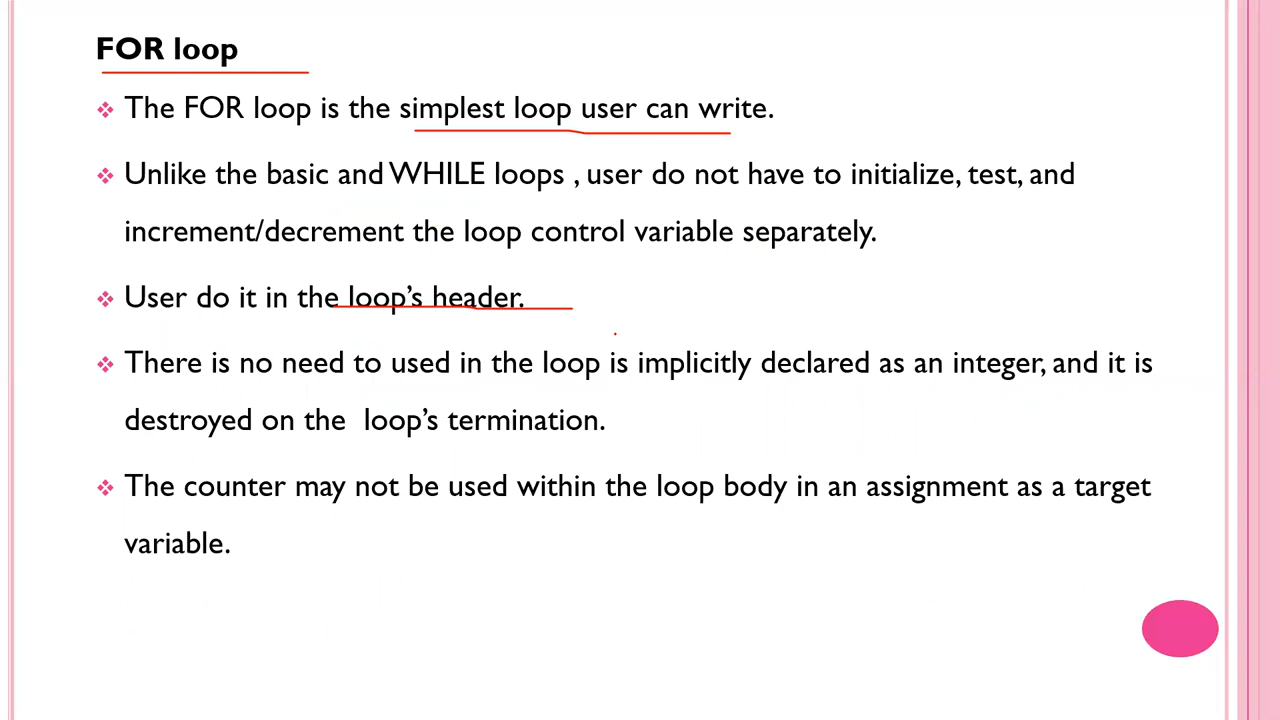 FOR loop
The FOR loop is the simplest loop user can write.
Unlike the basic and WHILE loops , user do not have to initialize, test, and
increment/decrement the loop control variable separately.
User do it in the loop’s header.
There is no need to used in the loop is implicitly declared as an integer, and it is
destroyed on the loop’s termination.
The counter may not be used within the loop body in an assignment as a target
variable.